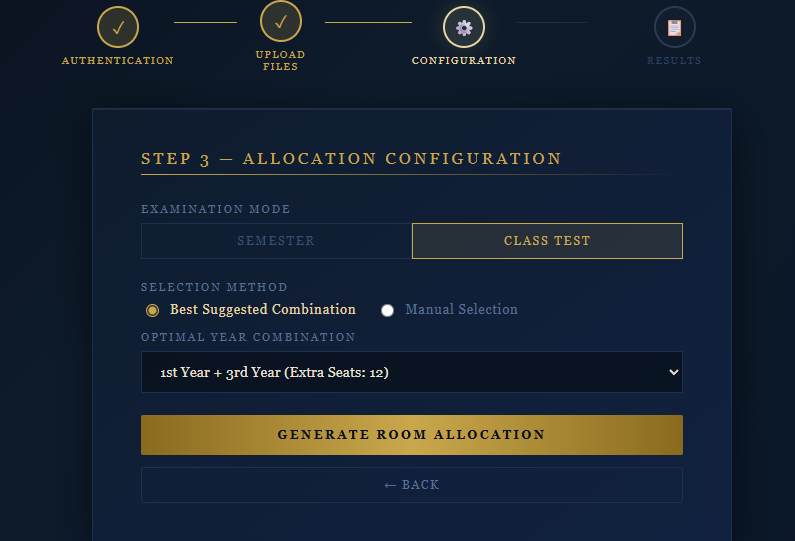 ✓
AUTHENTICATION
✓
UPLOAD
FILES
CONFIGURATION
RESULTS
STEP 3 — ALLOCATION CONFIGURATION
EXAMINATION MODE
SEMESTER
CLASS TEST
SELECTION METHOD
Best Suggested Combination
Manual Selection
OPTIMAL YEAR COMBINATION
1st Year + 3rd Year (Extra Seats: 12)
GENERATE ROOM ALLOCATION
← BACK